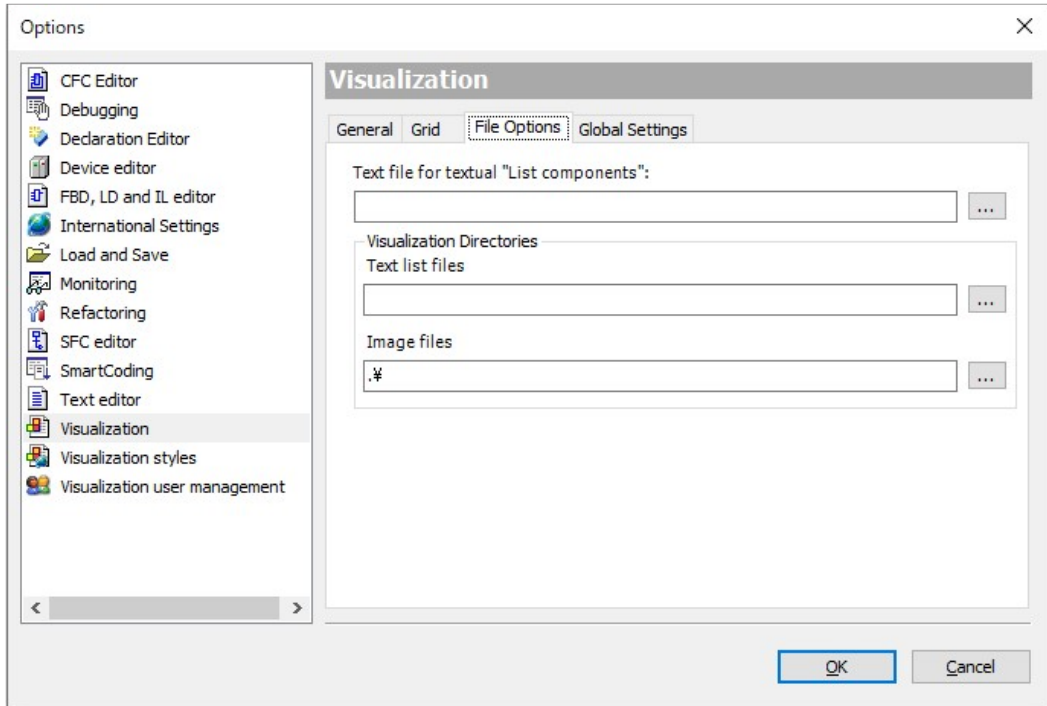 Options
CFC Editor
Debugging
Declaration Editor
Device editor
FBD, LD and IL editor
International Settings
Load and Save
Monitoring
Refactoring
SFC editor
SmartCoding
Text editor
Visualization
Visualization styles
Visualization user management
Visualization
General Grid File Options Global Settings
Text file for textual "List components":
...
Visualization Directories
Text list files
...
Image files
.¥
...
OK Cancel